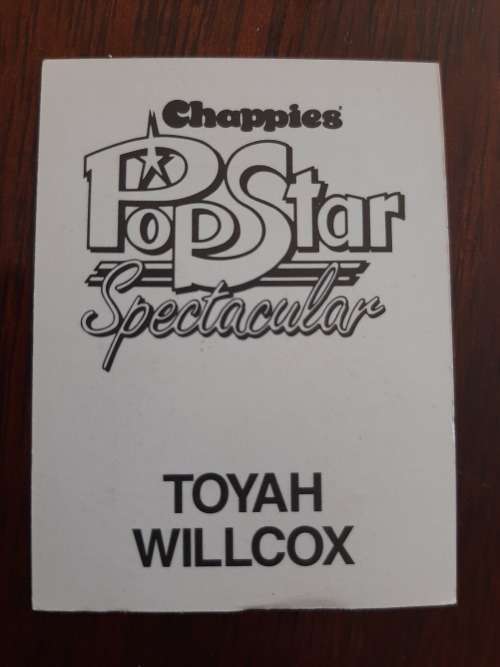 Chappies
PopStar
Spectacular
TOYAH
WILLCOX